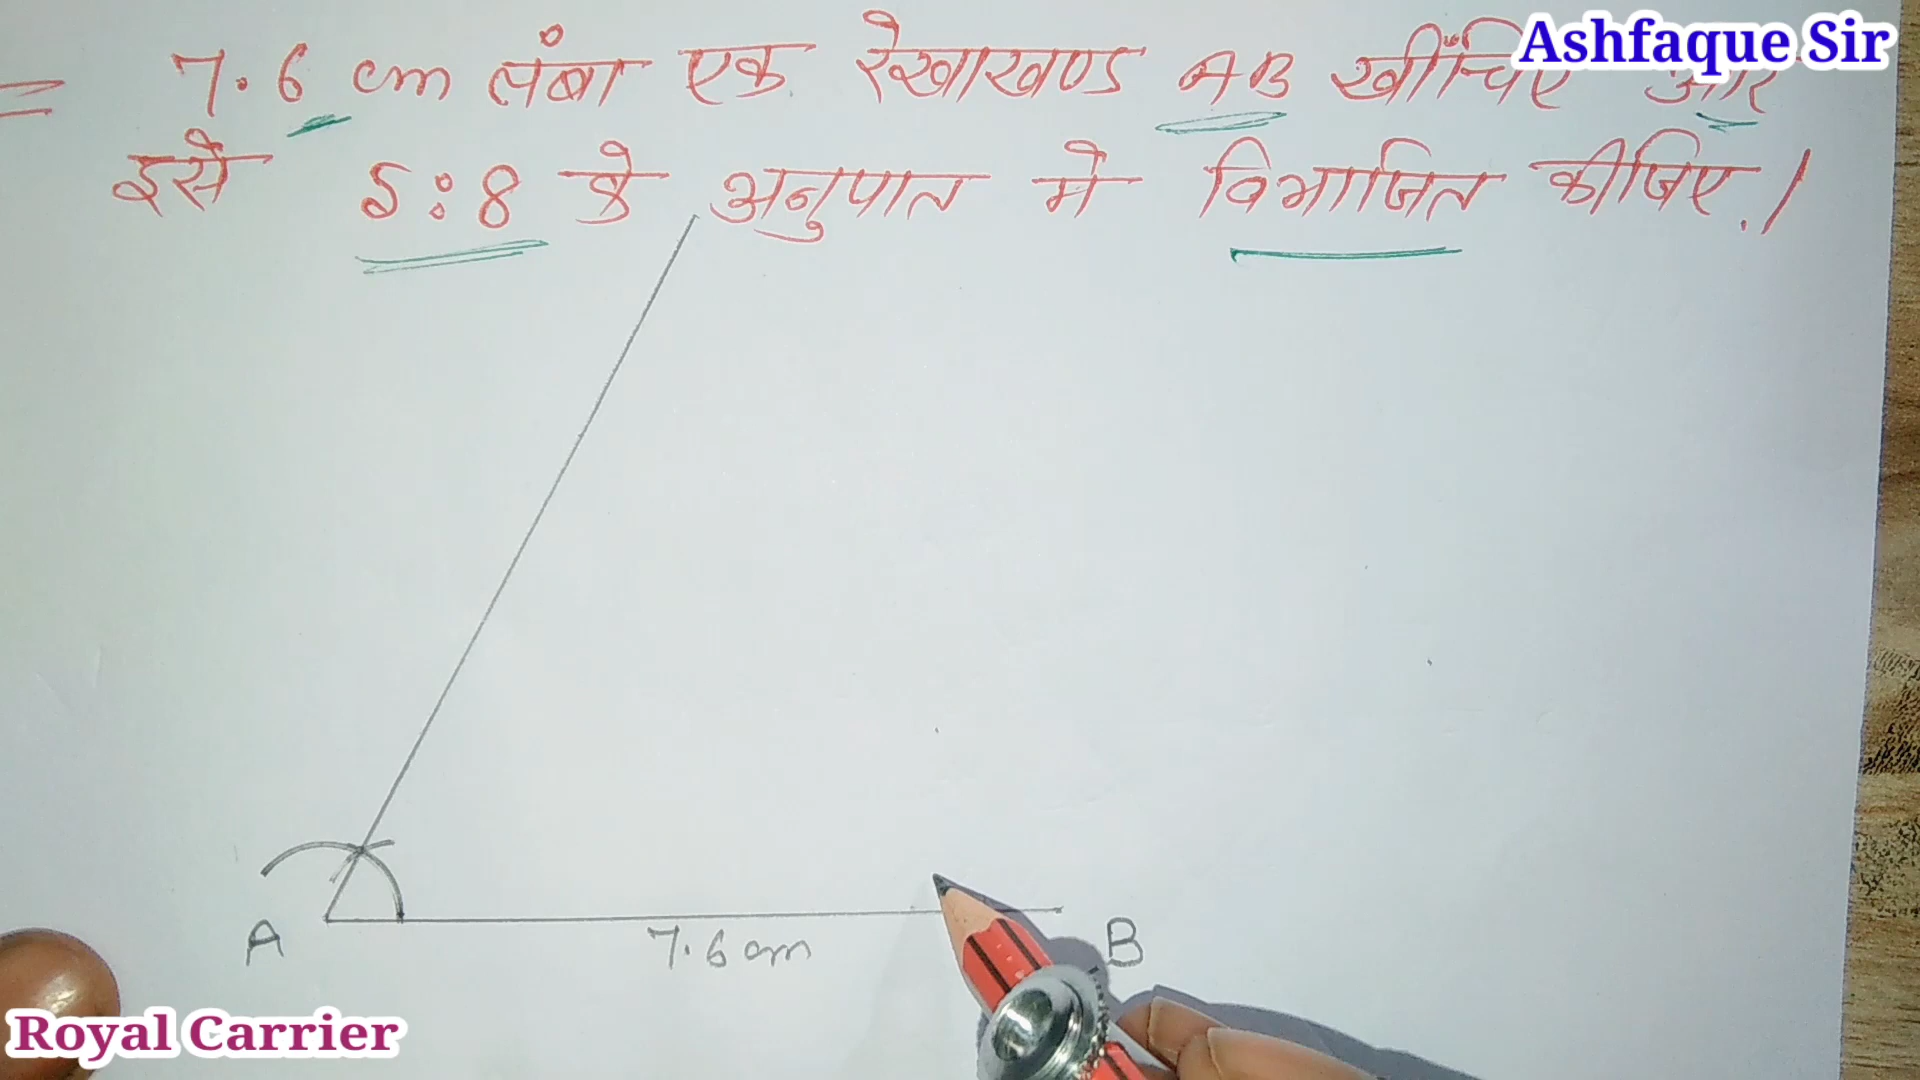 Ashfaque Sir
= 7.6 cm लंबा एक रेखाखण्ड AB खींचिए और
इसे 5:8 के अनुपात मे विभाजित कीजिए.।
A 7.6 cm B
Royal Carrier